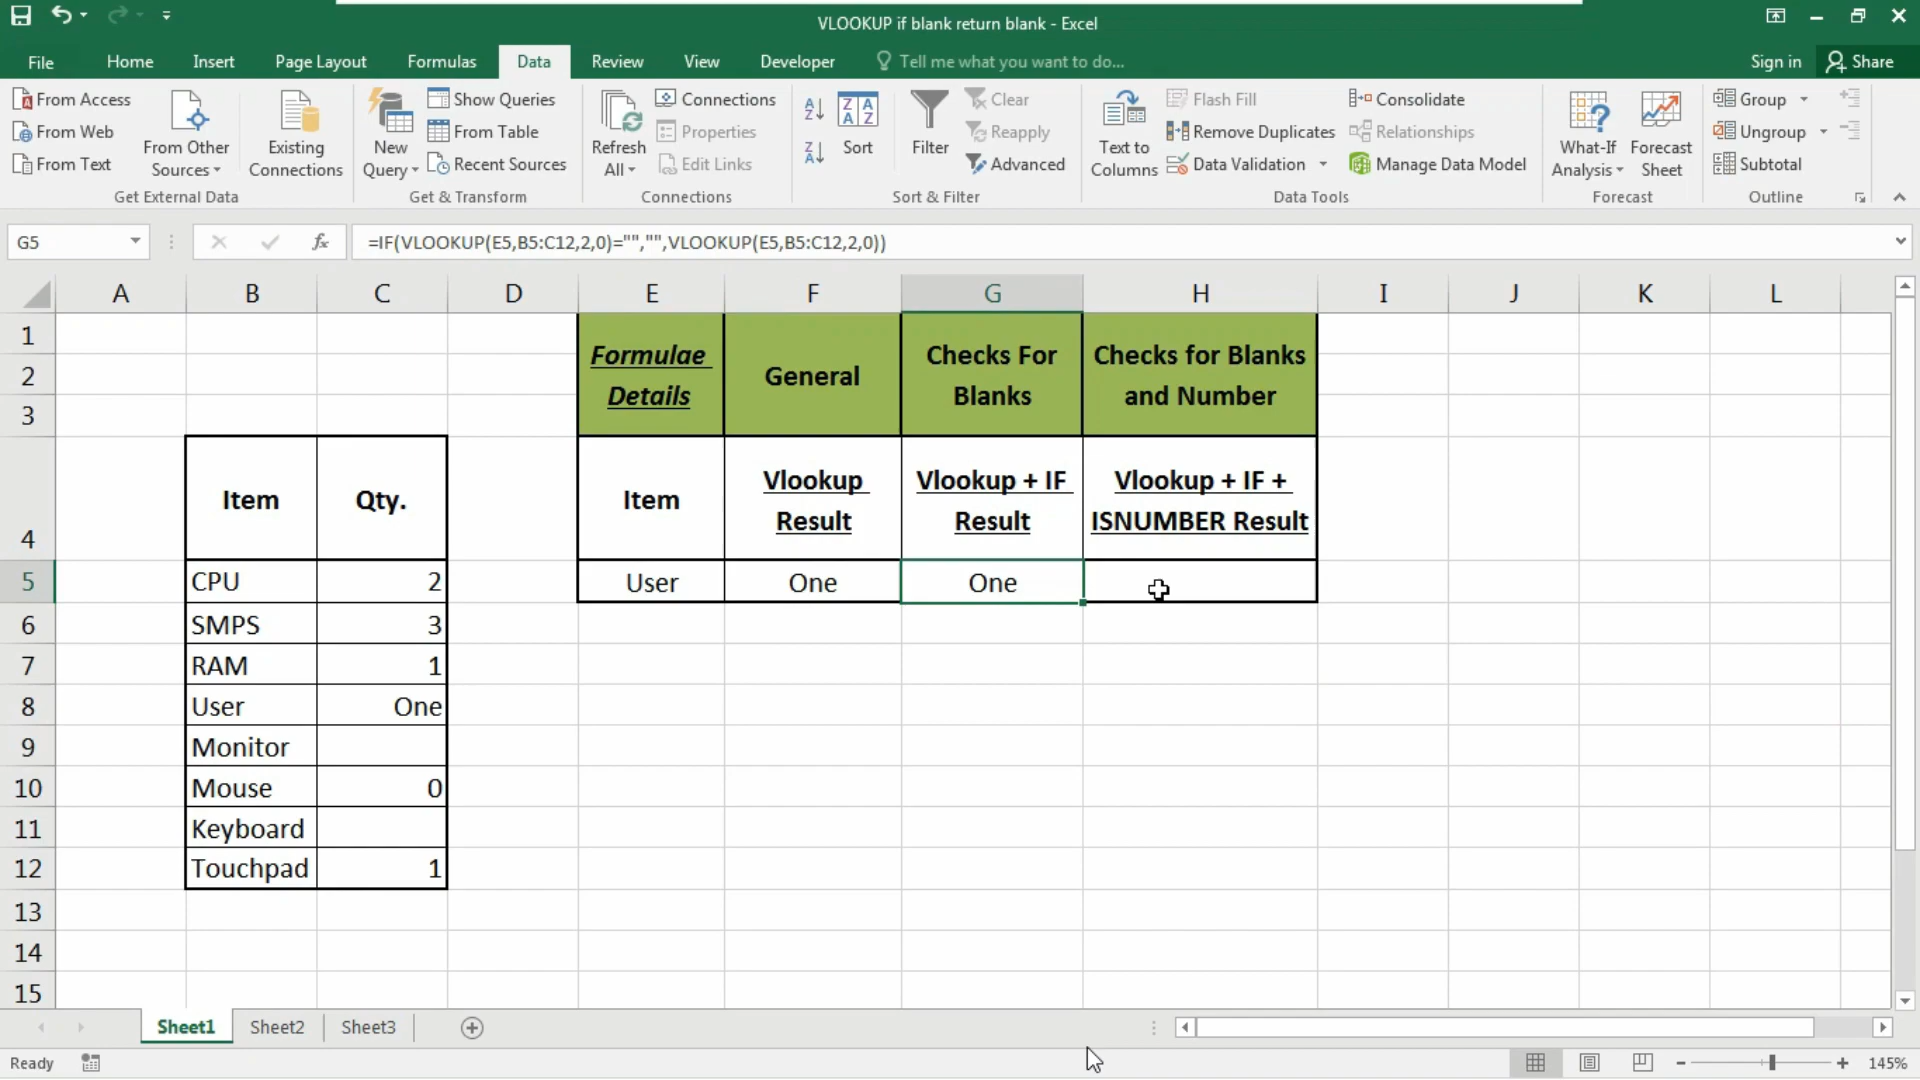 VLOOKUP if blank return blank - Excel
File Home Insert Page Layout Formulas Data Review View Developer Tell me what you want to do... Sign in Share
From Access
From Web
From Text
From Other
Sources
Existing
Connections
Get External Data
New
Query
Show Queries
From Table
Recent Sources
Get & Transform
Refresh
All
Connections
Properties
Edit Links
Connections
Sort
Filter
Clear
Reapply
Advanced
Sort & Filter
Text to
Columns
Flash Fill
Remove Duplicates
Data Validation
Consolidate
Relationships
Manage Data Model
Data Tools
What-If
Analysis
Forecast
Sheet
Forecast
Group
Ungroup
Subtotal
Outline
G5 fx =IF(VLOOKUP(E5,B5:C12,2,0)="","",VLOOKUP(E5,B5:C12,2,0))
A B C D E F G H I J K L
1
2
3
Formulae
Details
General
Checks For
Blanks
Checks for Blanks
and Number
4
Item
Qty.
Item
Vlookup
Result
Vlookup + IF
Result
Vlookup + IF +
ISNUMBER Result
5 CPU 2 User One One
6 SMPS 3
7 RAM 1
8 User One
9 Monitor
10 Mouse 0
11 Keyboard
12 Touchpad 1
13
14
15
Sheet1 Sheet2 Sheet3
Ready 145%